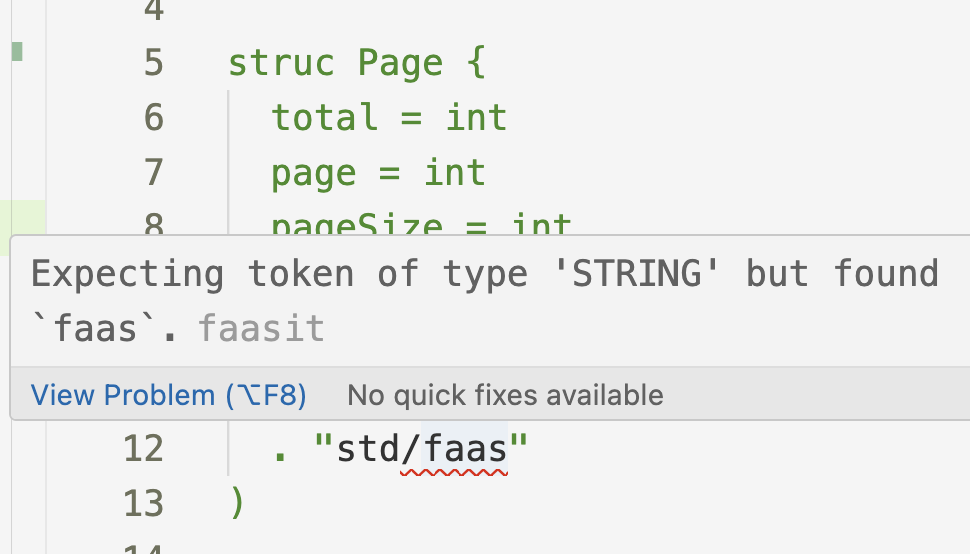 4
5 struc Page {
6 total = int
7 page = int
8 pageSize = int
Expecting token of type 'STRING' but found
`faas`. faasit
View Problem (⌥F8) No quick fixes available
12 . "std/faas"
13 )
14